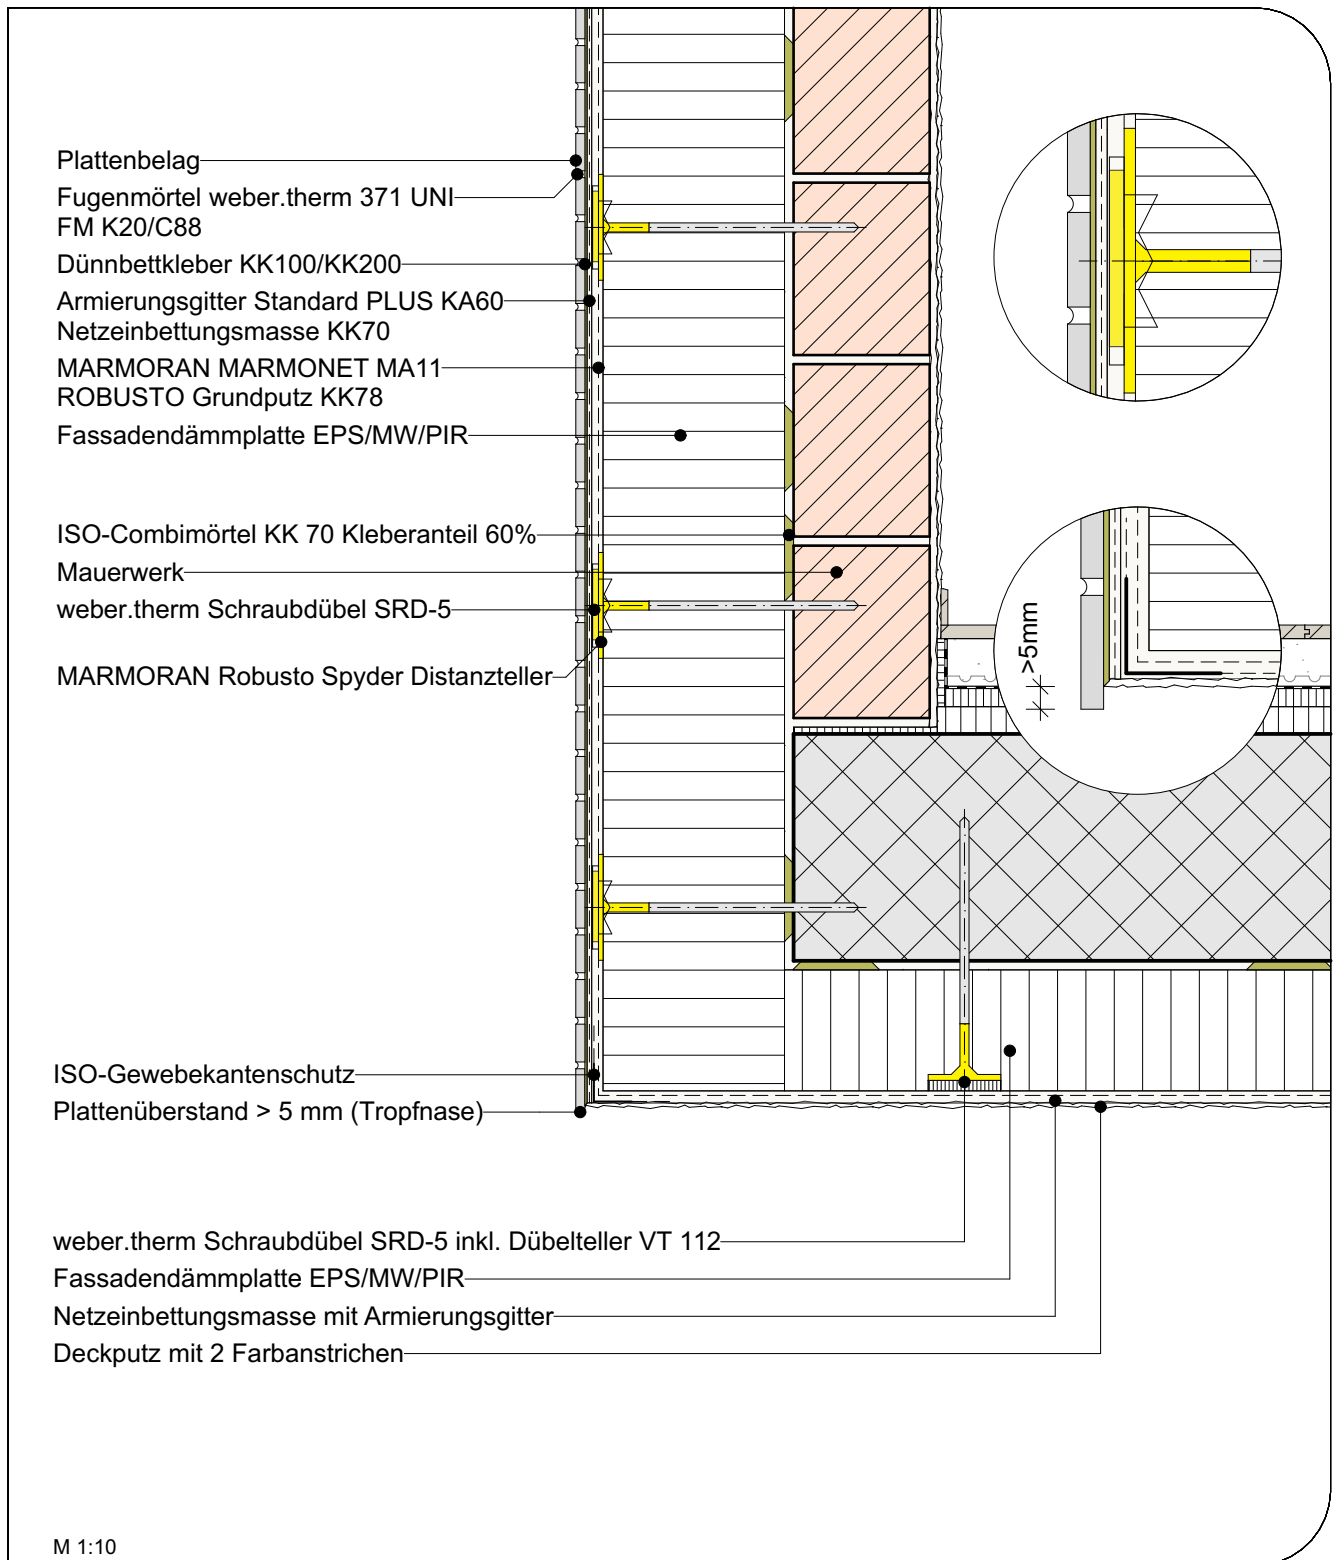 Plattenbelag
Fugenmörtel weber.therm 371 UNI
FM K20/C88
Dünnbettkleber KK100/KK200
Armierungsgitter Standard PLUS KA60
Netzeinbettungsmasse KK70
MARMORAN MARMONET MA11
ROBUSTO Grundputz KK78
Fassadendämmplatte EPS/MW/PIR
ISO-Combimörtel KK 70 Kleberanteil 60%
Mauerwerk
weber.therm Schraubdübel SRD-5
>5mm
MARMORAN Robusto Spyder Distanzteller
ISO-Gewebekantenschutz
Plattenüberstand > 5 mm (Tropfnase)
weber.therm Schraubdübel SRD-5 inkl. Dübelteller VT 112
Fassadendämmplatte EPS/MW/PIR
Netzeinbettungsmasse mit Armierungsgitter
Deckputz mit 2 Farbanstrichen
M 1:10